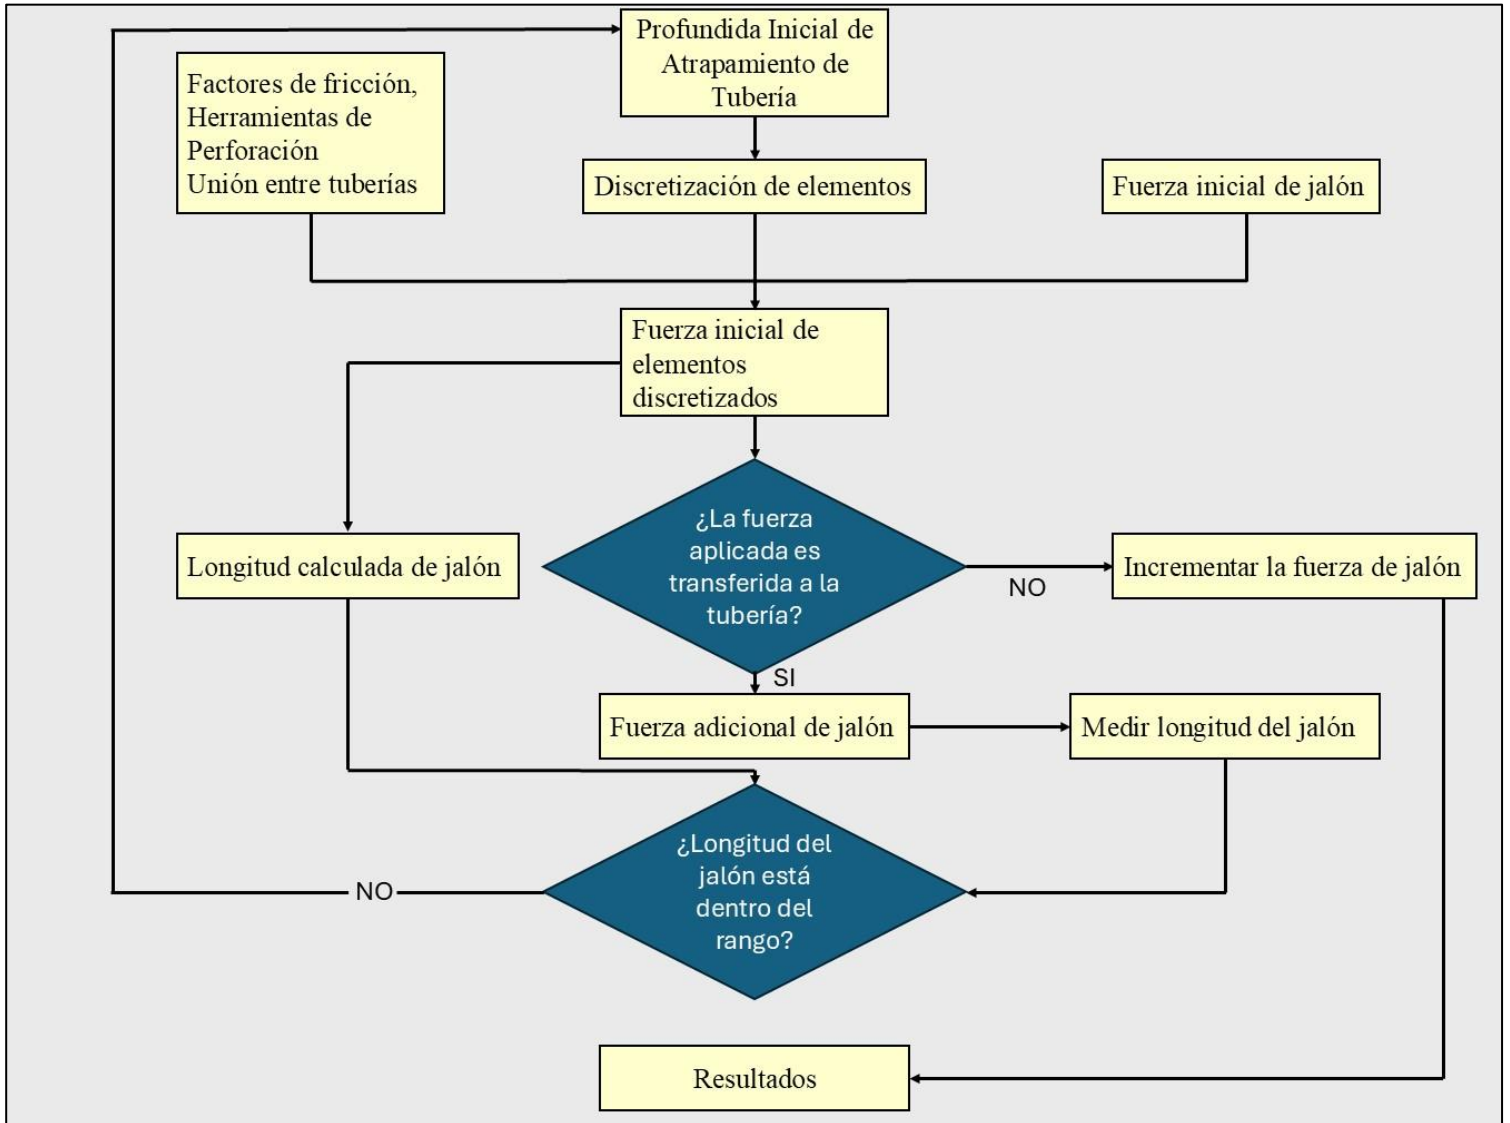 Profundida Inicial de
Atrapamiento de
Tubería
Factores de fricción,
Herramientas de
Perforación
Unión entre tuberías
Discretización de elementos
Fuerza inicial de jalón
Fuerza inicial de
elementos
discretizados
¿La fuerza
aplicada es
transferida a la
tubería?
Longitud calculada de jalón
NO
Incrementar la fuerza de jalón
SI
Fuerza adicional de jalón
Medir longitud del jalón
¿Longitud del
jalón está
dentro del
rango?
NO
Resultados